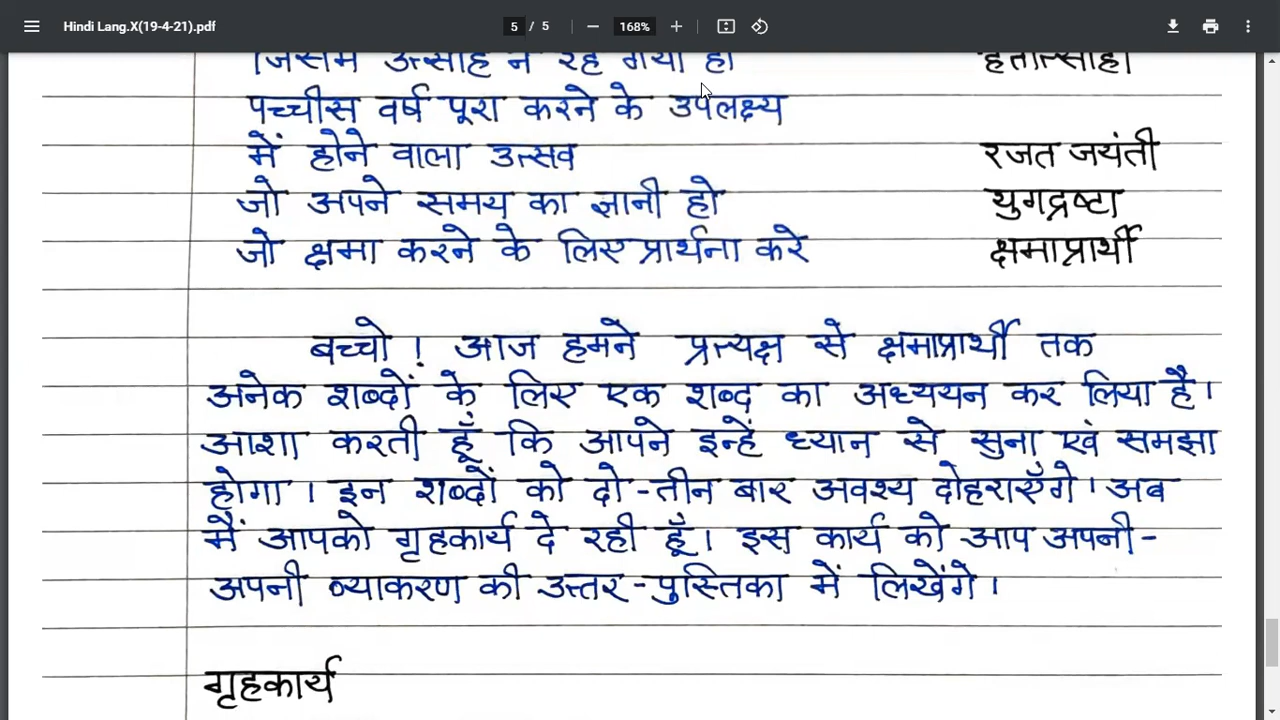 Hindi Lang.X(19-4-21).pdf 5 / 5 168%
जिसमें उत्साह न रह गया हो हतोत्साही
पच्चीस वर्ष पूरा करने के उपलक्ष्य
में होने वाला उत्सव रजत जयंती
जो अपने समय का ज्ञानी हो युगद्रष्टा
जो क्षमा करने के लिए प्रार्थना करे क्षमाप्रार्थी
बच्चो ! आज हमने प्रत्यक्ष से क्षमाप्रार्थी तक
अनेक शब्दों के लिए एक शब्द का अध्ययन कर लिया है।
आशा करती हूँ कि आपने इन्हें ध्यान से सुना एवं समझा
होगा। इन शब्दों को दो-तीन बार अवश्य दोहराएँगे। अब
मैं आपको गृहकार्य दे रही हूँ। इस कार्य को आप अपनी-
अपनी व्याकरण की उत्तर-पुस्तिका में लिखेंगे।
गृहकार्य